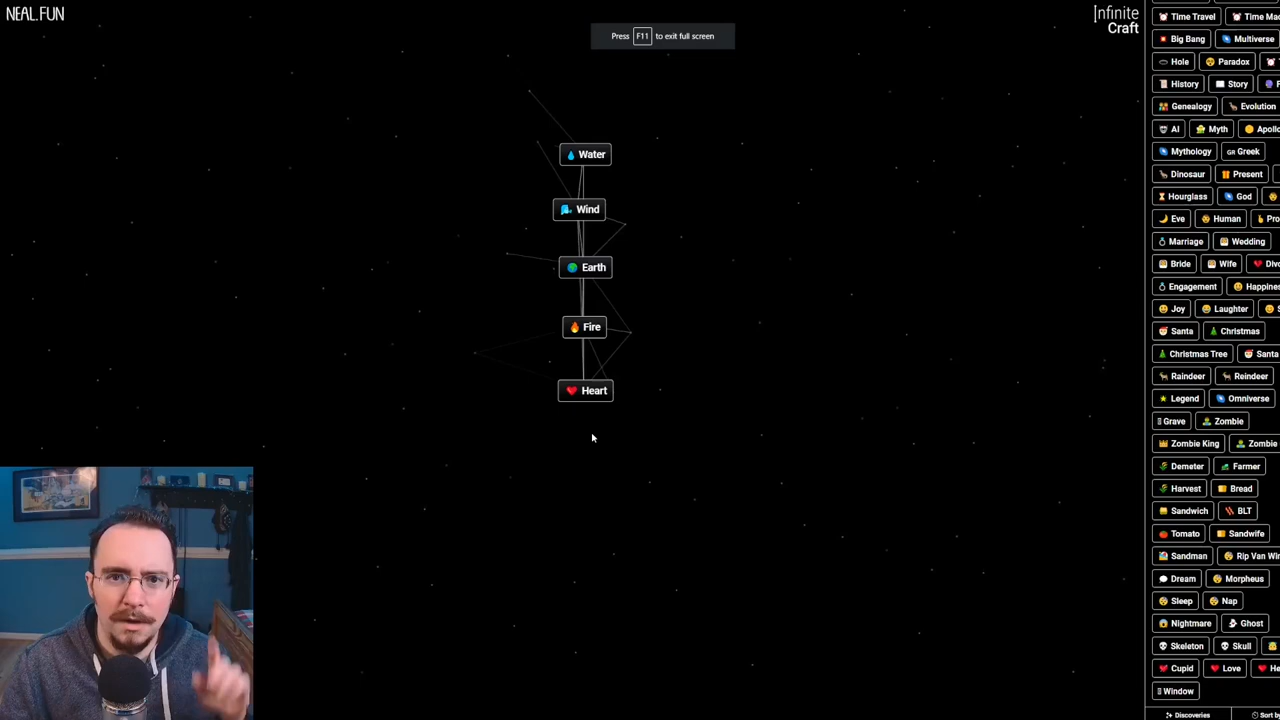 NEAL.FUN
Infinite
Craft
Press F11 to exit full screen
Water
Wind
Earth
Fire
Heart
Time Travel
Big Bang Multiverse
Hole Paradox
History Story
Genealogy Evolution
AI Myth
Mythology GR Greek
Dinosaur Present
Hourglass God
Eve Human
Marriage Wedding
Bride Wife
Engagement
Joy Laughter
Santa Christmas
Christmas Tree Santa
Raindeer Reindeer
Legend Omniverse
Grave Zombie
Zombie King Zombie
Demeter Farmer
Harvest Bread
Sandwich BLT
Tomato Sandwife
Sandman
Dream Morpheus
Sleep Nap
Nightmare Ghost
Skeleton Skull
Cupid Love
Window
Discoveries